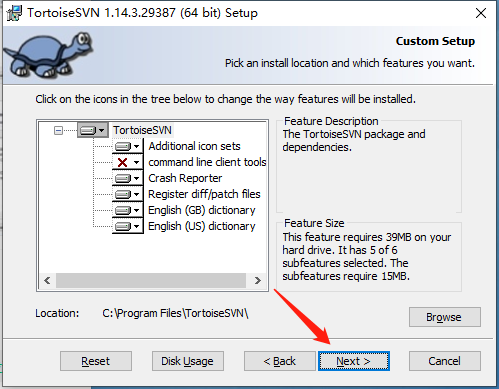 TortoiseSVN 1.14.3.29387 (64 bit) Setup
Custom Setup
Pick an install location and which features you want.
Click on the icons in the tree below to change the way features will be installed.
TortoiseSVN
Additional icon sets
command line client tools
Crash Reporter
Register diff/patch files
English (GB) dictionary
English (US) dictionary
Feature Description
The TortoiseSVN package and
dependencies.
Feature Size
This feature requires 39MB on your
hard drive. It has 5 of 6
subfeatures selected. The
subfeatures require 15MB.
Location: C:\Program Files\TortoiseSVN\
Browse
Reset Disk Usage < Back Next > Cancel